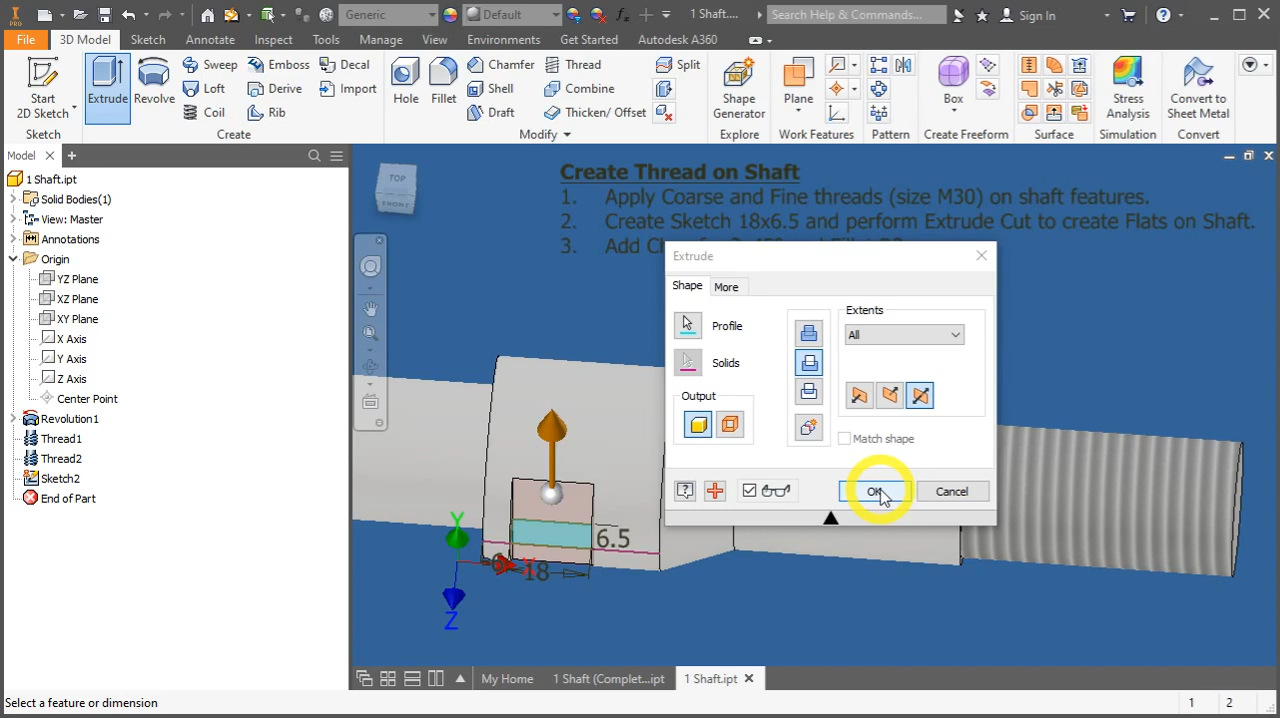 PRO
Generic
Default
1 Shaft....
Search Help & Commands...
Sign In
File
3D Model
Sketch
Annotate
Inspect
Tools
Manage
View
Environments
Get Started
Autodesk A360
Start
2D Sketch
Extrude
Revolve
Sweep
Loft
Coil
Emboss
Derive
Rib
Decal
Import
Hole
Fillet
Chamfer
Shell
Draft
Thread
Combine
Thicken/ Offset
Split
Shape
Generator
Plane
Box
Stress
Analysis
Convert to
Sheet Metal
Sketch
Create
Modify
Explore
Work Features
Pattern
Create Freeform
Surface
Simulation
Convert
Model
1 Shaft.ipt
Solid Bodies(1)
View: Master
Annotations
Origin
YZ Plane
XZ Plane
XY Plane
X Axis
Y Axis
Z Axis
Center Point
Revolution1
Thread1
Thread2
Sketch2
End of Part
TOP
FRONT
Create Thread on Shaft
1. Apply Coarse and Fine threads (size M30) on shaft features.
2. Create Sketch 18x6.5 and perform Extrude Cut to create Flats on Shaft.
3. Add
Extrude
Shape
More
Profile
Solids
Output
Extents
All
Match shape
OK
Cancel
6.5
6
18
Y
X
Z
My Home
1 Shaft (Complet...ipt
1 Shaft.ipt
Select a feature or dimension
1
2